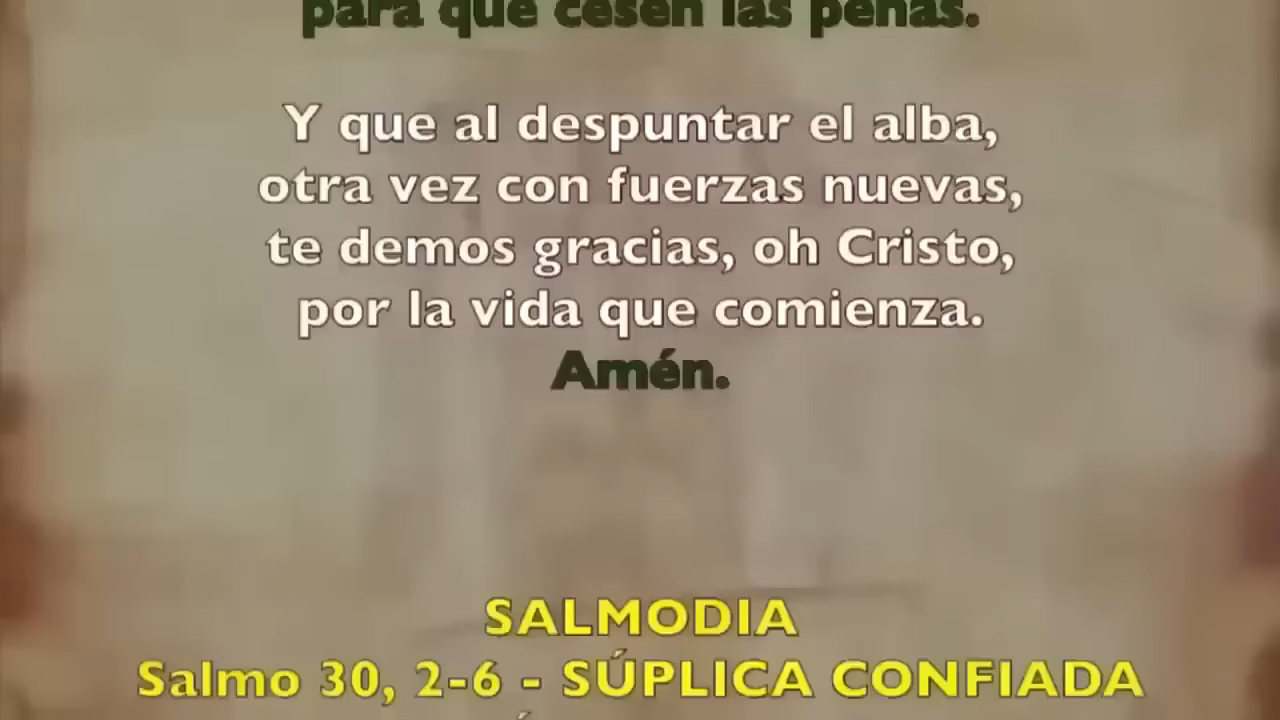 para que cesen las penas.
Y que al despuntar el alba,
otra vez con fuerzas nuevas,
te demos gracias, oh Cristo,
por la vida que comienza.
Amén.
SALMODIA
Salmo 30, 2-6 - SÚPLICA CONFIADA